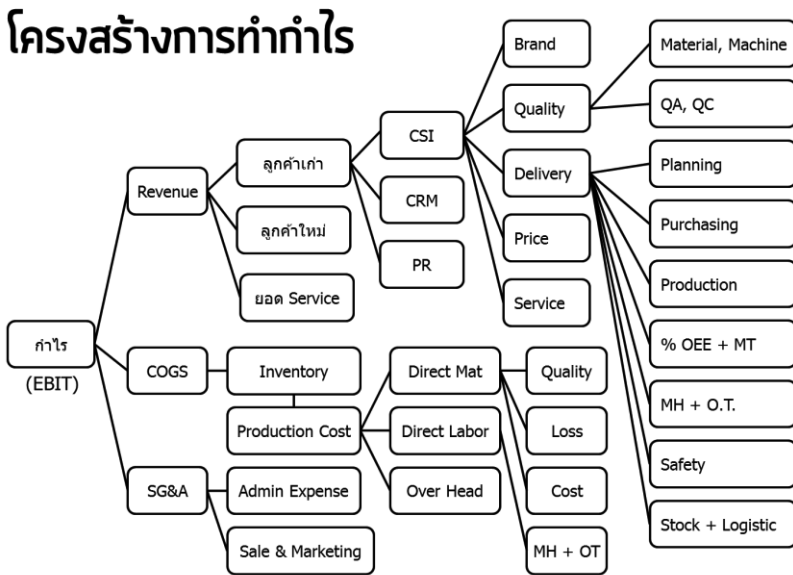 โครงสร้างการทำกำไร
Brand
Material, Machine
Quality
QA, QC
CSI
ลูกค้าเก่า
Delivery
Planning
Revenue
CRM
Purchasing
ลูกค้าใหม่
Price
PR
Production
ยอด Service
Service
กำไร
(EBIT)
% OEE + MT
COGS
Inventory
Direct Mat
Quality
MH + O.T.
Production Cost
Direct Labor
Loss
Safety
SG&A
Admin Expense
Over Head
Cost
Stock + Logistic
Sale & Marketing
MH + OT